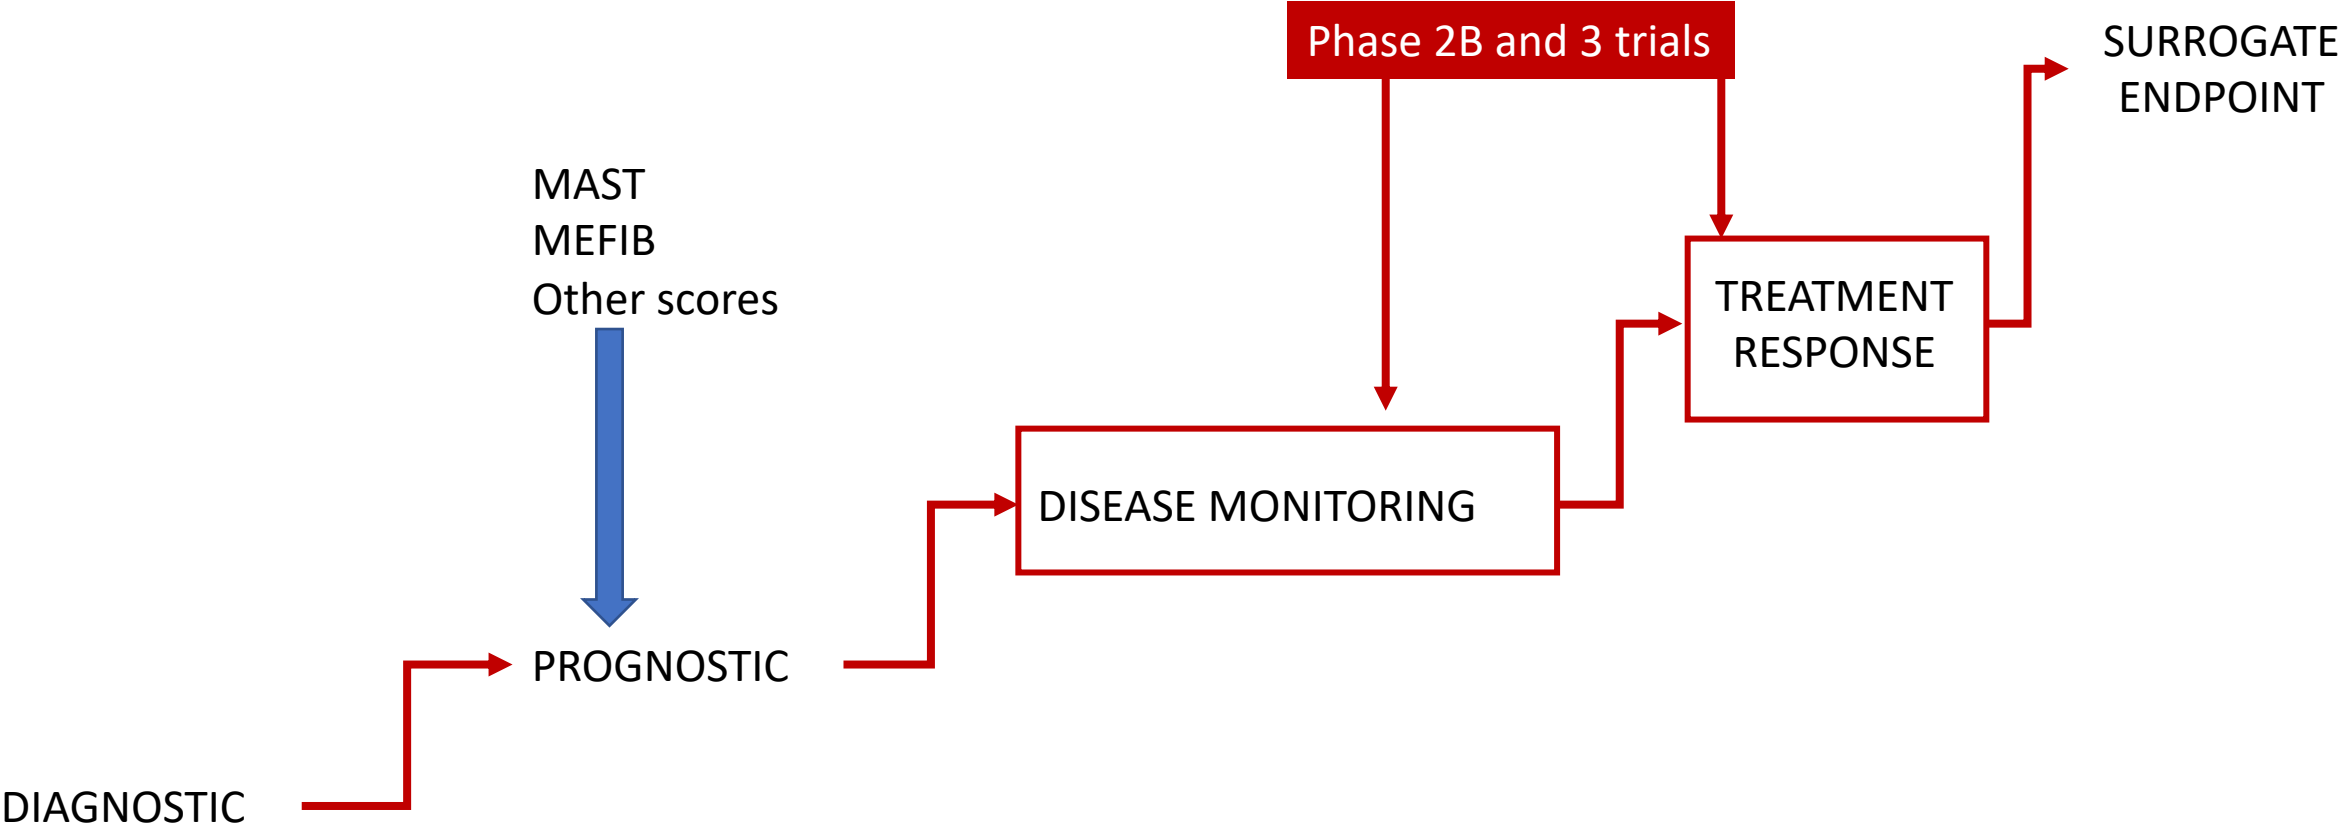 Phase 2B and 3 trials
SURROGATE
ENDPOINT
MAST
MEFIB
Other scores
TREATMENT
RESPONSE
DISEASE MONITORING
PROGNOSTIC
DIAGNOSTIC